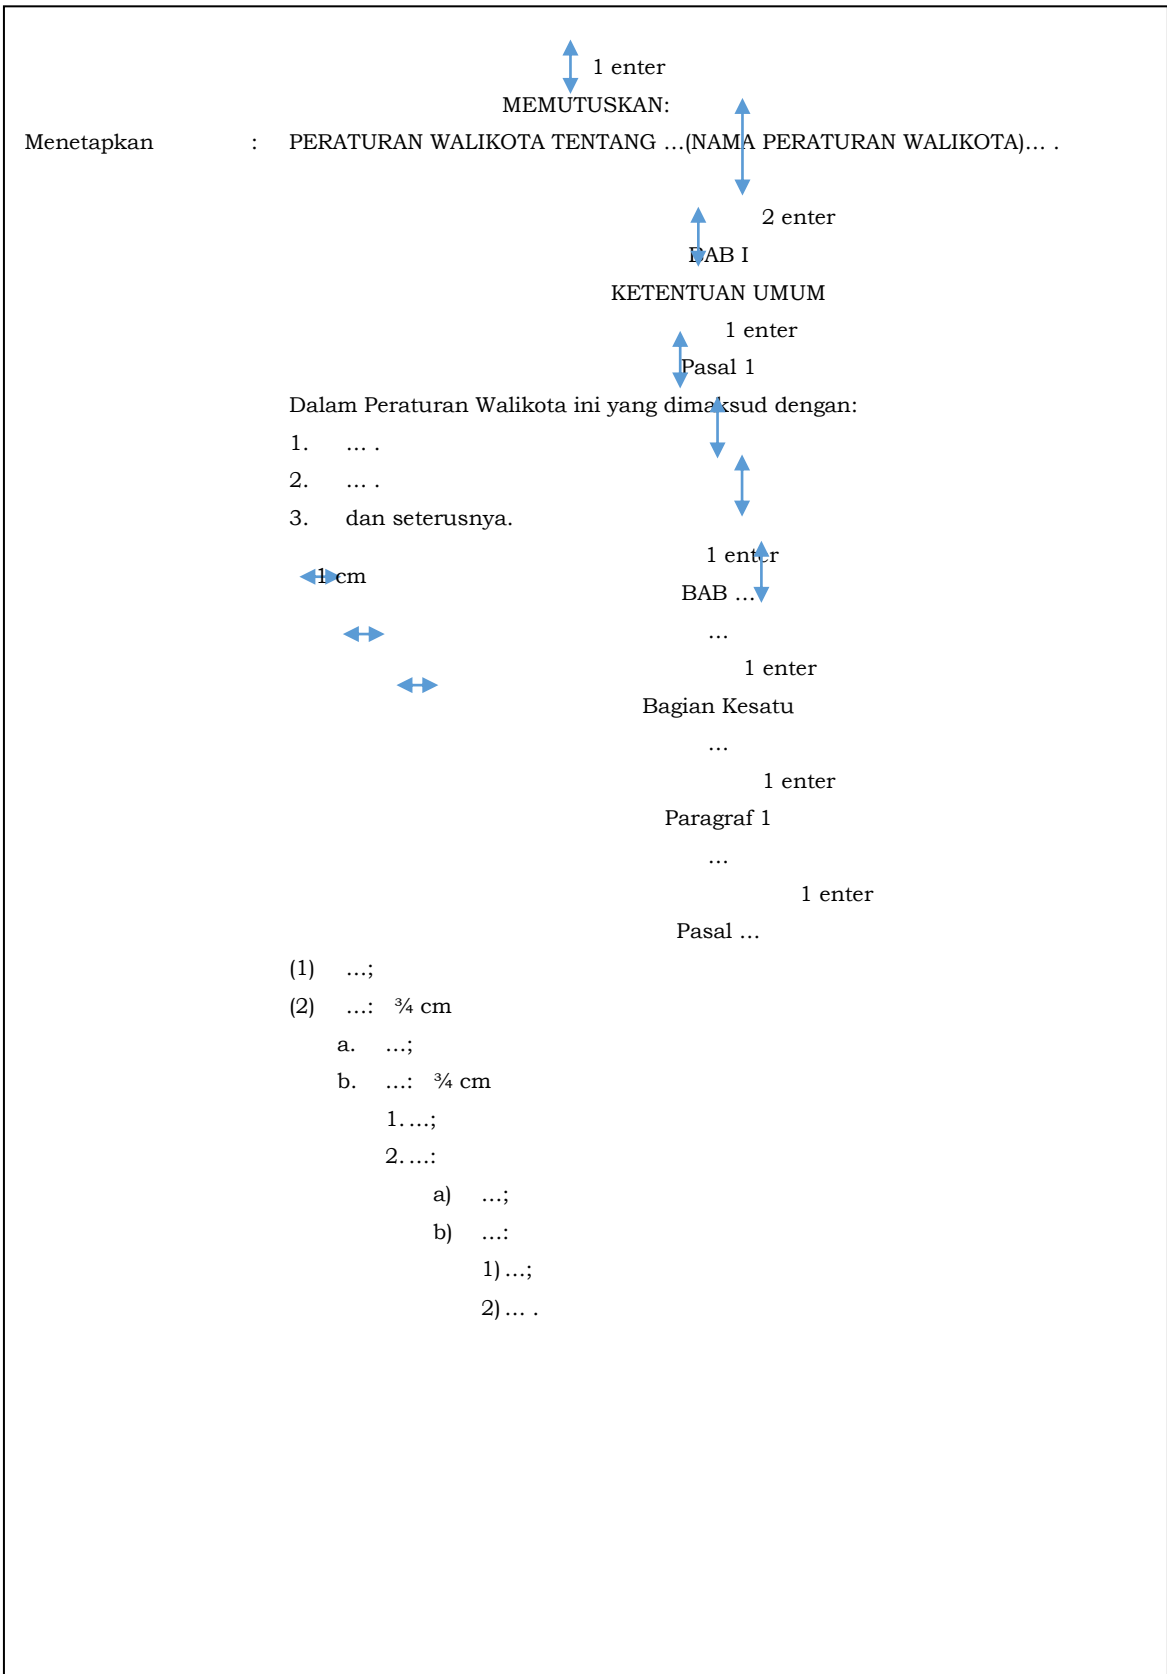 1 enter
MEMUTUSKAN:
Menetapkan : PERATURAN WALIKOTA TENTANG …(NAMA PERATURAN WALIKOTA)… .
2 enter
BAB I
KETENTUAN UMUM
1 enter
Pasal 1
Dalam Peraturan Walikota ini yang dimaksud dengan:
1. … .
2. … .
3. dan seterusnya.
1 enter
1 cm
BAB …
…
1 enter
Bagian Kesatu
…
1 enter
Paragraf 1
…
1 enter
Pasal …
(1) …;
(2) …: ¾ cm
a. …;
b. …: ¾ cm
1. …;
2. …:
a) …;
b) …:
1) …;
2) … .